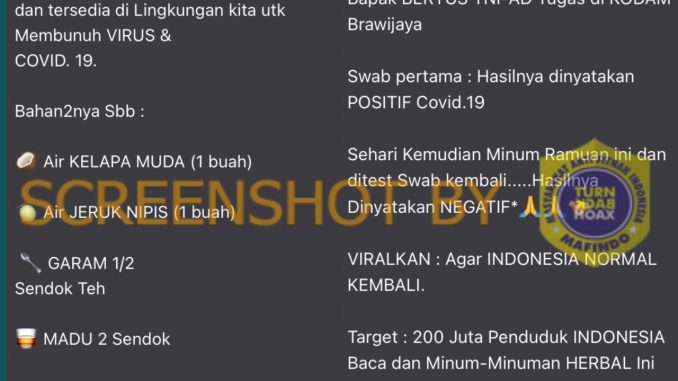 dan tersedia di Lingkungan kita utk
Membunuh VIRUS &
COVID. 19.
Bahan2nya Sbb :
Air KELAPA MUDA (1 buah)
Air JERUK NIPIS (1 buah)
GARAM 1/2
Sendok Teh
MADU 2 Sendok
Bapak BERTUS TNI AD Tugas di KODAM
Brawijaya
Swab pertama : Hasilnya dinyatakan
POSITIF Covid.19
Sehari Kemudian Minum Ramuan ini dan
ditest Swab kembali.....Hasilnya
Dinyatakan NEGATIF*🙏🙏
VIRALKAN : Agar INDONESIA NORMAL
KEMBALI.
Target : 200 Juta Penduduk INDONESIA
Baca dan Minum-Minuman HERBAL Ini
SCREENSHOT BY
TURN
BACK
HOAX
MAFINDO